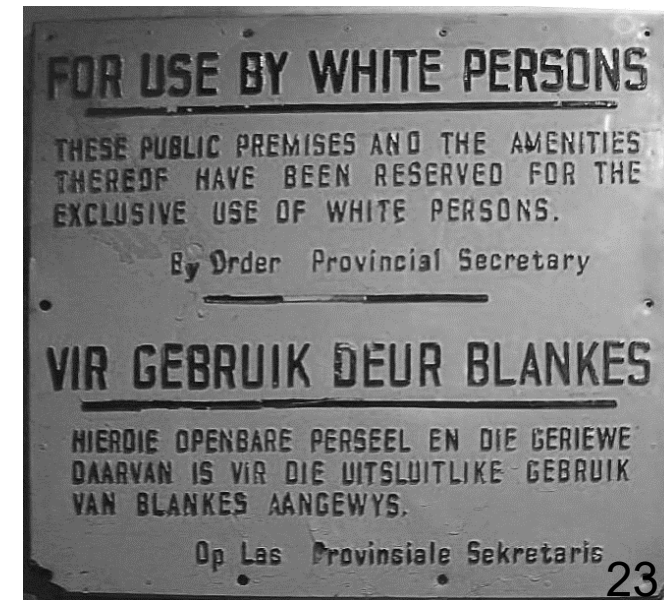 FOR USE BY WHITE PERSONS
THESE PUBLIC PREMISES AND THE AMENITIES
THEREOF HAVE BEEN RESERVED FOR THE
EXCLUSIVE USE OF WHITE PERSONS.
By Order Provincial Secretary
VIR GEBRUIK DEUR BLANKES
HIERDIE OPENBARE PERSEEL EN DIE GERIEWE
DAARVAN IS VIR DIE UITSLUITLIKE GEBRUIK
VAN BLANKES AANGEWYS.
Op Las Provinsiale Sekretaris
23